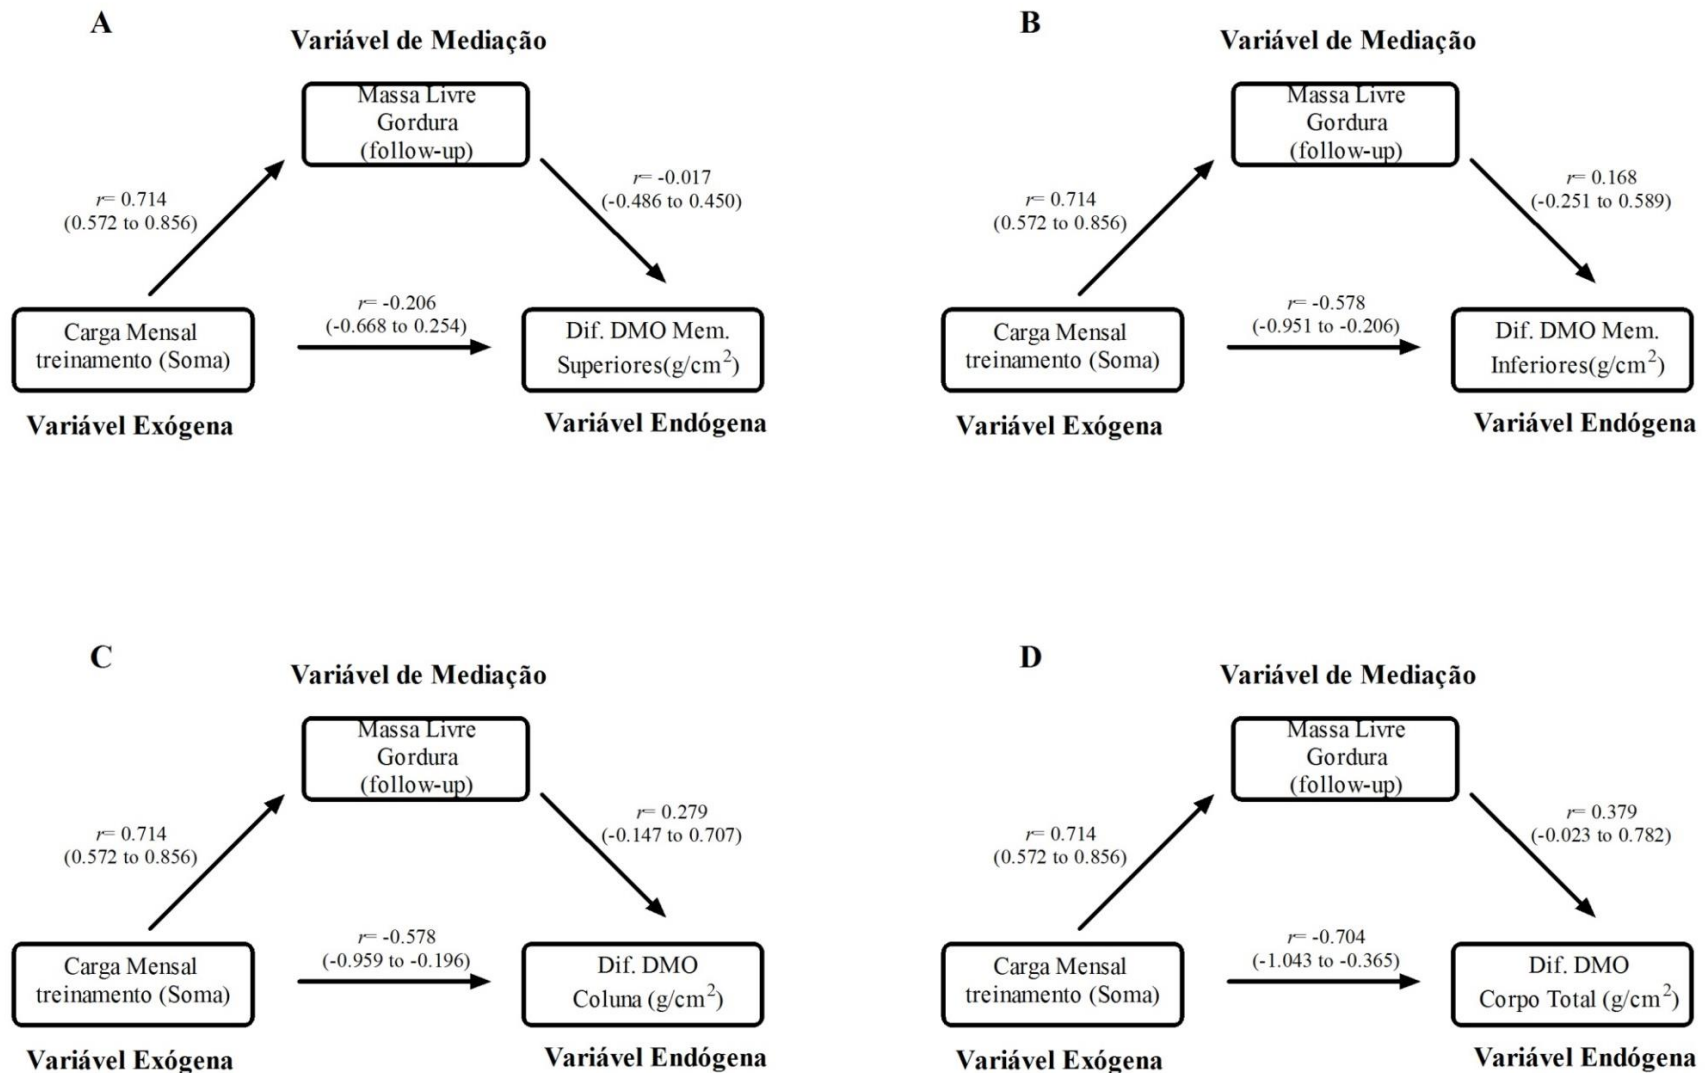 A
Variável de Mediação
Massa Livre
Gordura
(follow-up)
r= 0.714
(0.572 to 0.856)
r= -0.017
(-0.486 to 0.450)
r= -0.206
(-0.668 to 0.254)
Carga Mensal
treinamento (Soma)
Dif. DMO Mem.
Superiores(g/cm²)
Variável Exógena
Variável Endógena
B
Variável de Mediação
Massa Livre
Gordura
(follow-up)
r= 0.714
(0.572 to 0.856)
r= 0.168
(-0.251 to 0.589)
r= -0.578
(-0.951 to -0.206)
Carga Mensal
treinamento (Soma)
Dif. DMO Mem.
Inferiores(g/cm²)
Variável Exógena
Variável Endógena
C
Variável de Mediação
Massa Livre
Gordura
(follow-up)
r= 0.714
(0.572 to 0.856)
r= 0.279
(-0.147 to 0.707)
r= -0.578
(-0.959 to -0.196)
Carga Mensal
treinamento (Soma)
Dif. DMO
Coluna (g/cm²)
Variável Exógena
Variável Endógena
D
Variável de Mediação
Massa Livre
Gordura
(follow-up)
r= 0.714
(0.572 to 0.856)
r= 0.379
(-0.023 to 0.782)
r= -0.704
(-1.043 to -0.365)
Carga Mensal
treinamento (Soma)
Dif. DMO
Corpo Total (g/cm²)
Variável Exógena
Variável Endógena